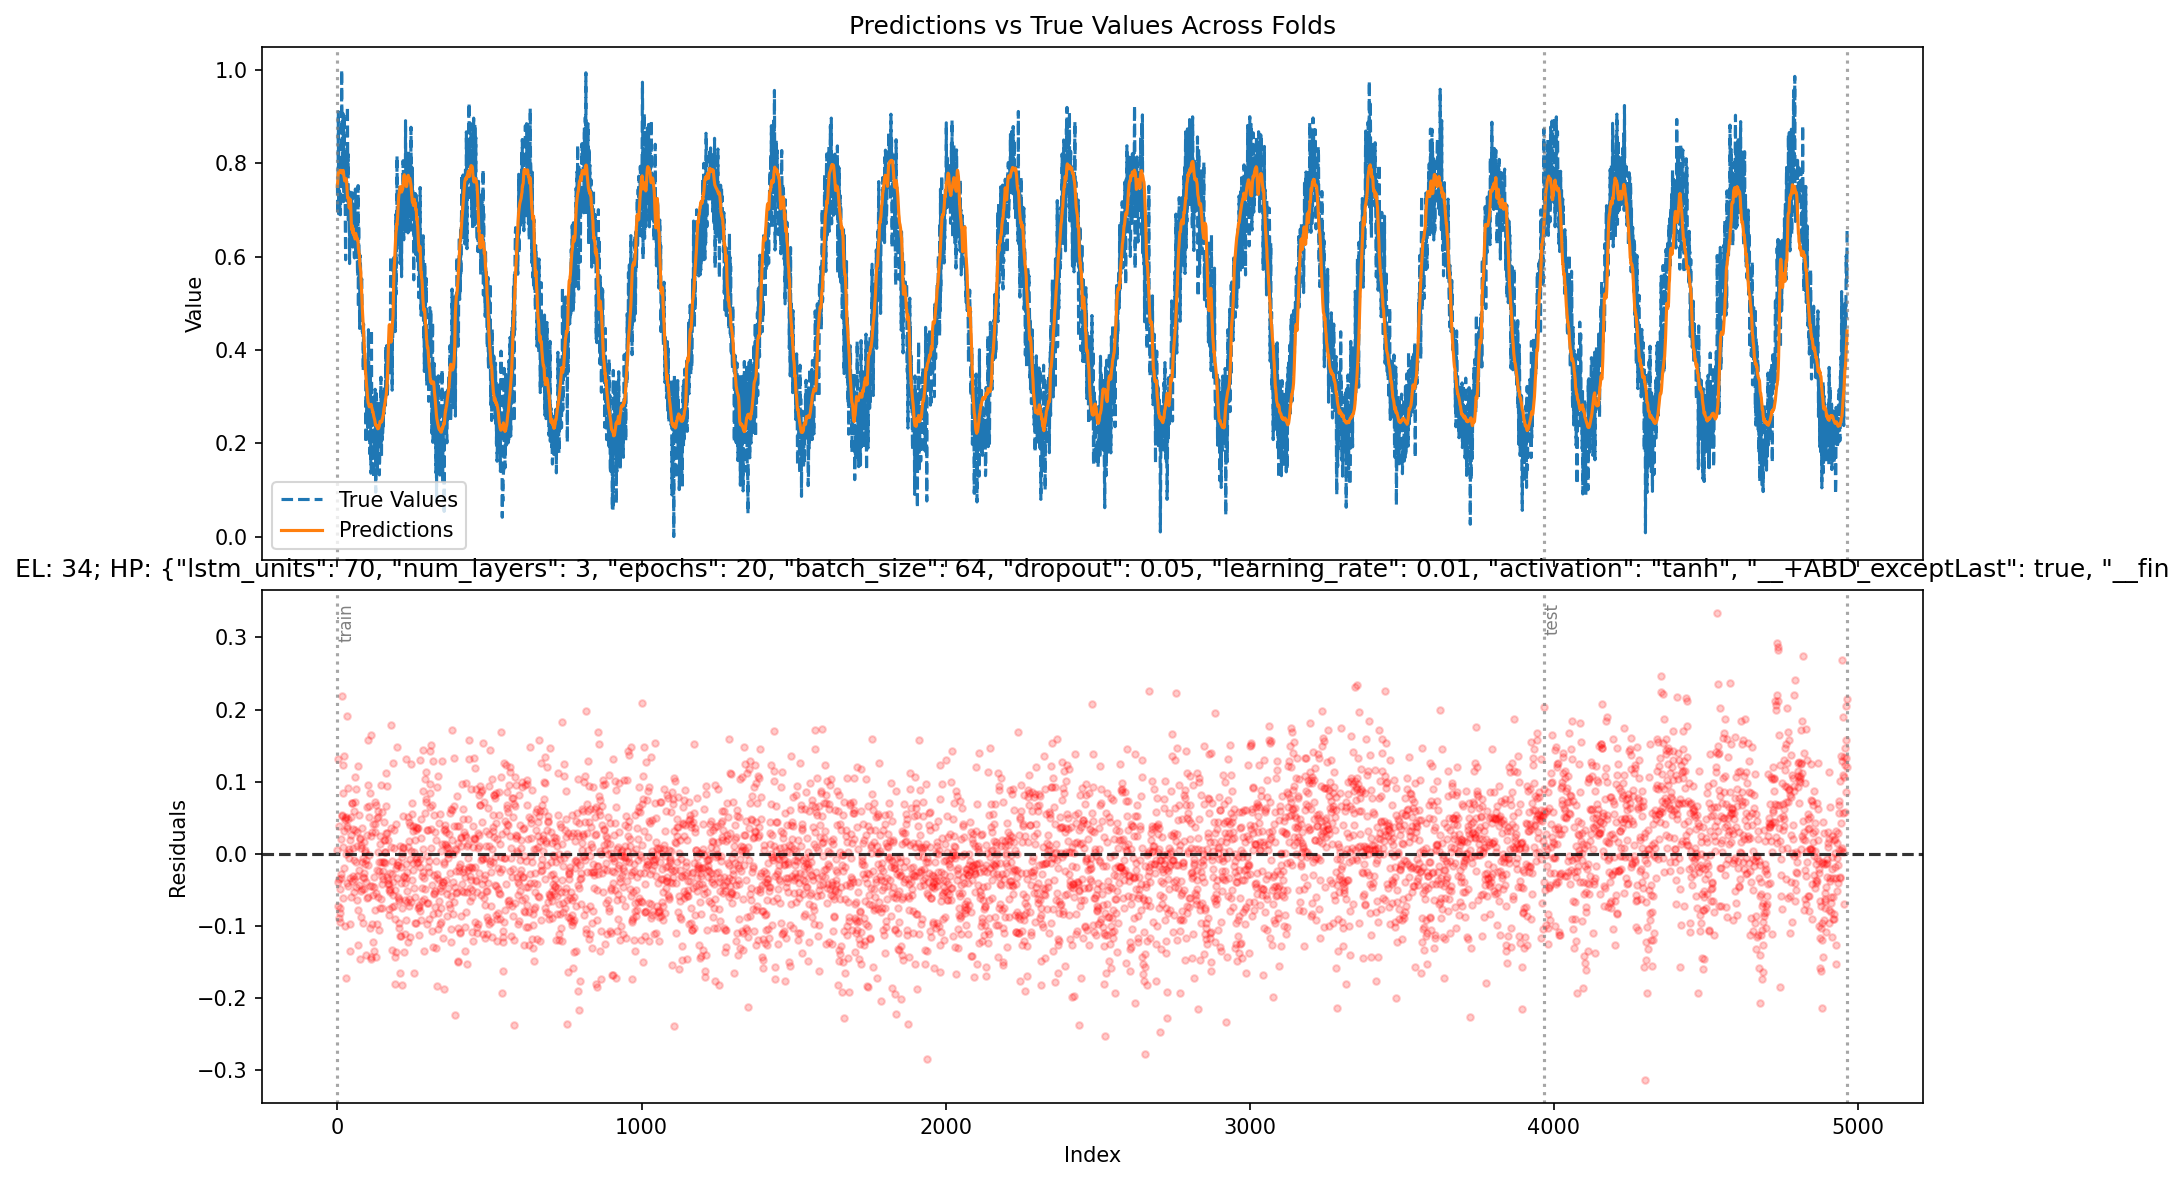 Predictions vs True Values Across Folds
1.0
0.8
0.6
0.4
0.2
0.0
Value
True Values
Predictions
EL: 34; HP: {"lstm_units": 70, "num_layers": 3, "epochs": 20, "batch_size": 64, "dropout": 0.05, "learning_rate": 0.01, "activation": "tanh", "__+ABD_exceptLast": true, "__fin
train
test
0.3
0.2
0.1
0.0
−0.1
−0.2
−0.3
Residuals
0 1000 2000 3000 4000 5000
Index